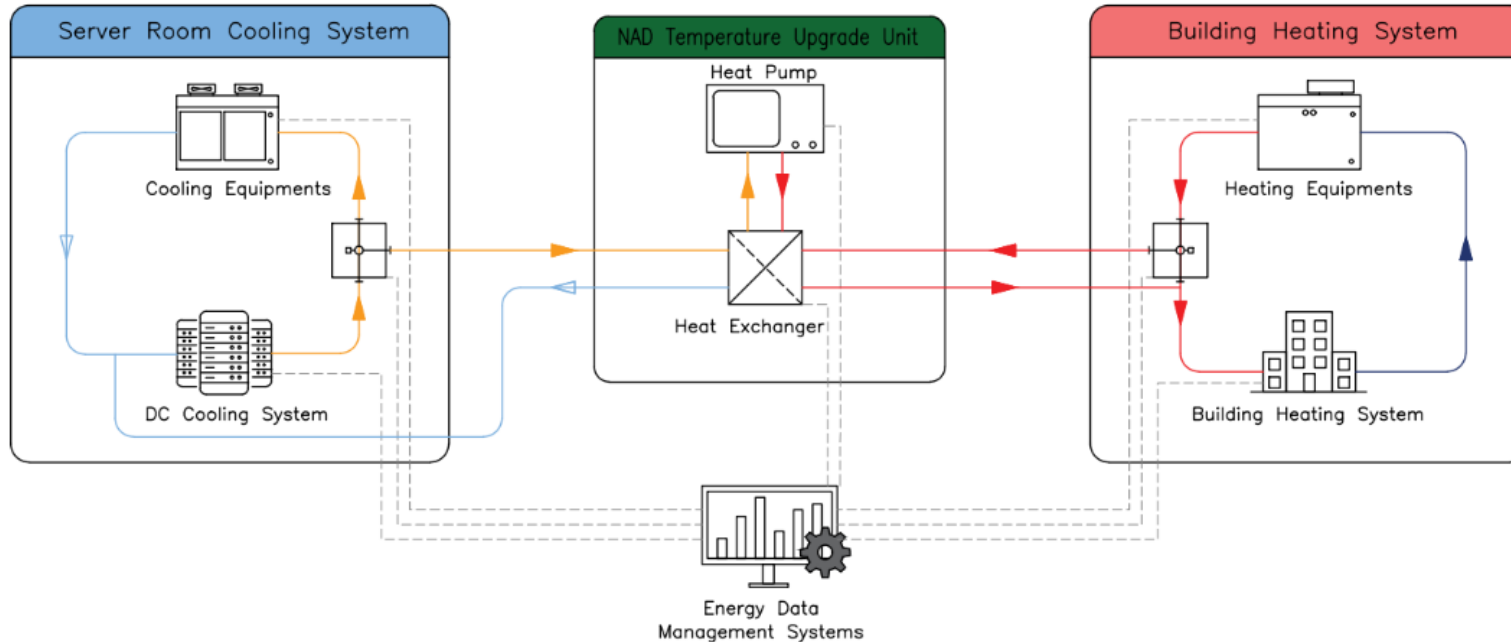 Server Room Cooling System
NAD Temperature Upgrade Unit
Building Heating System
Heat Pump
Cooling Equipments
Heating Equipments
Heat Exchanger
DC Cooling System
Building Heating System
Energy Data
Management Systems